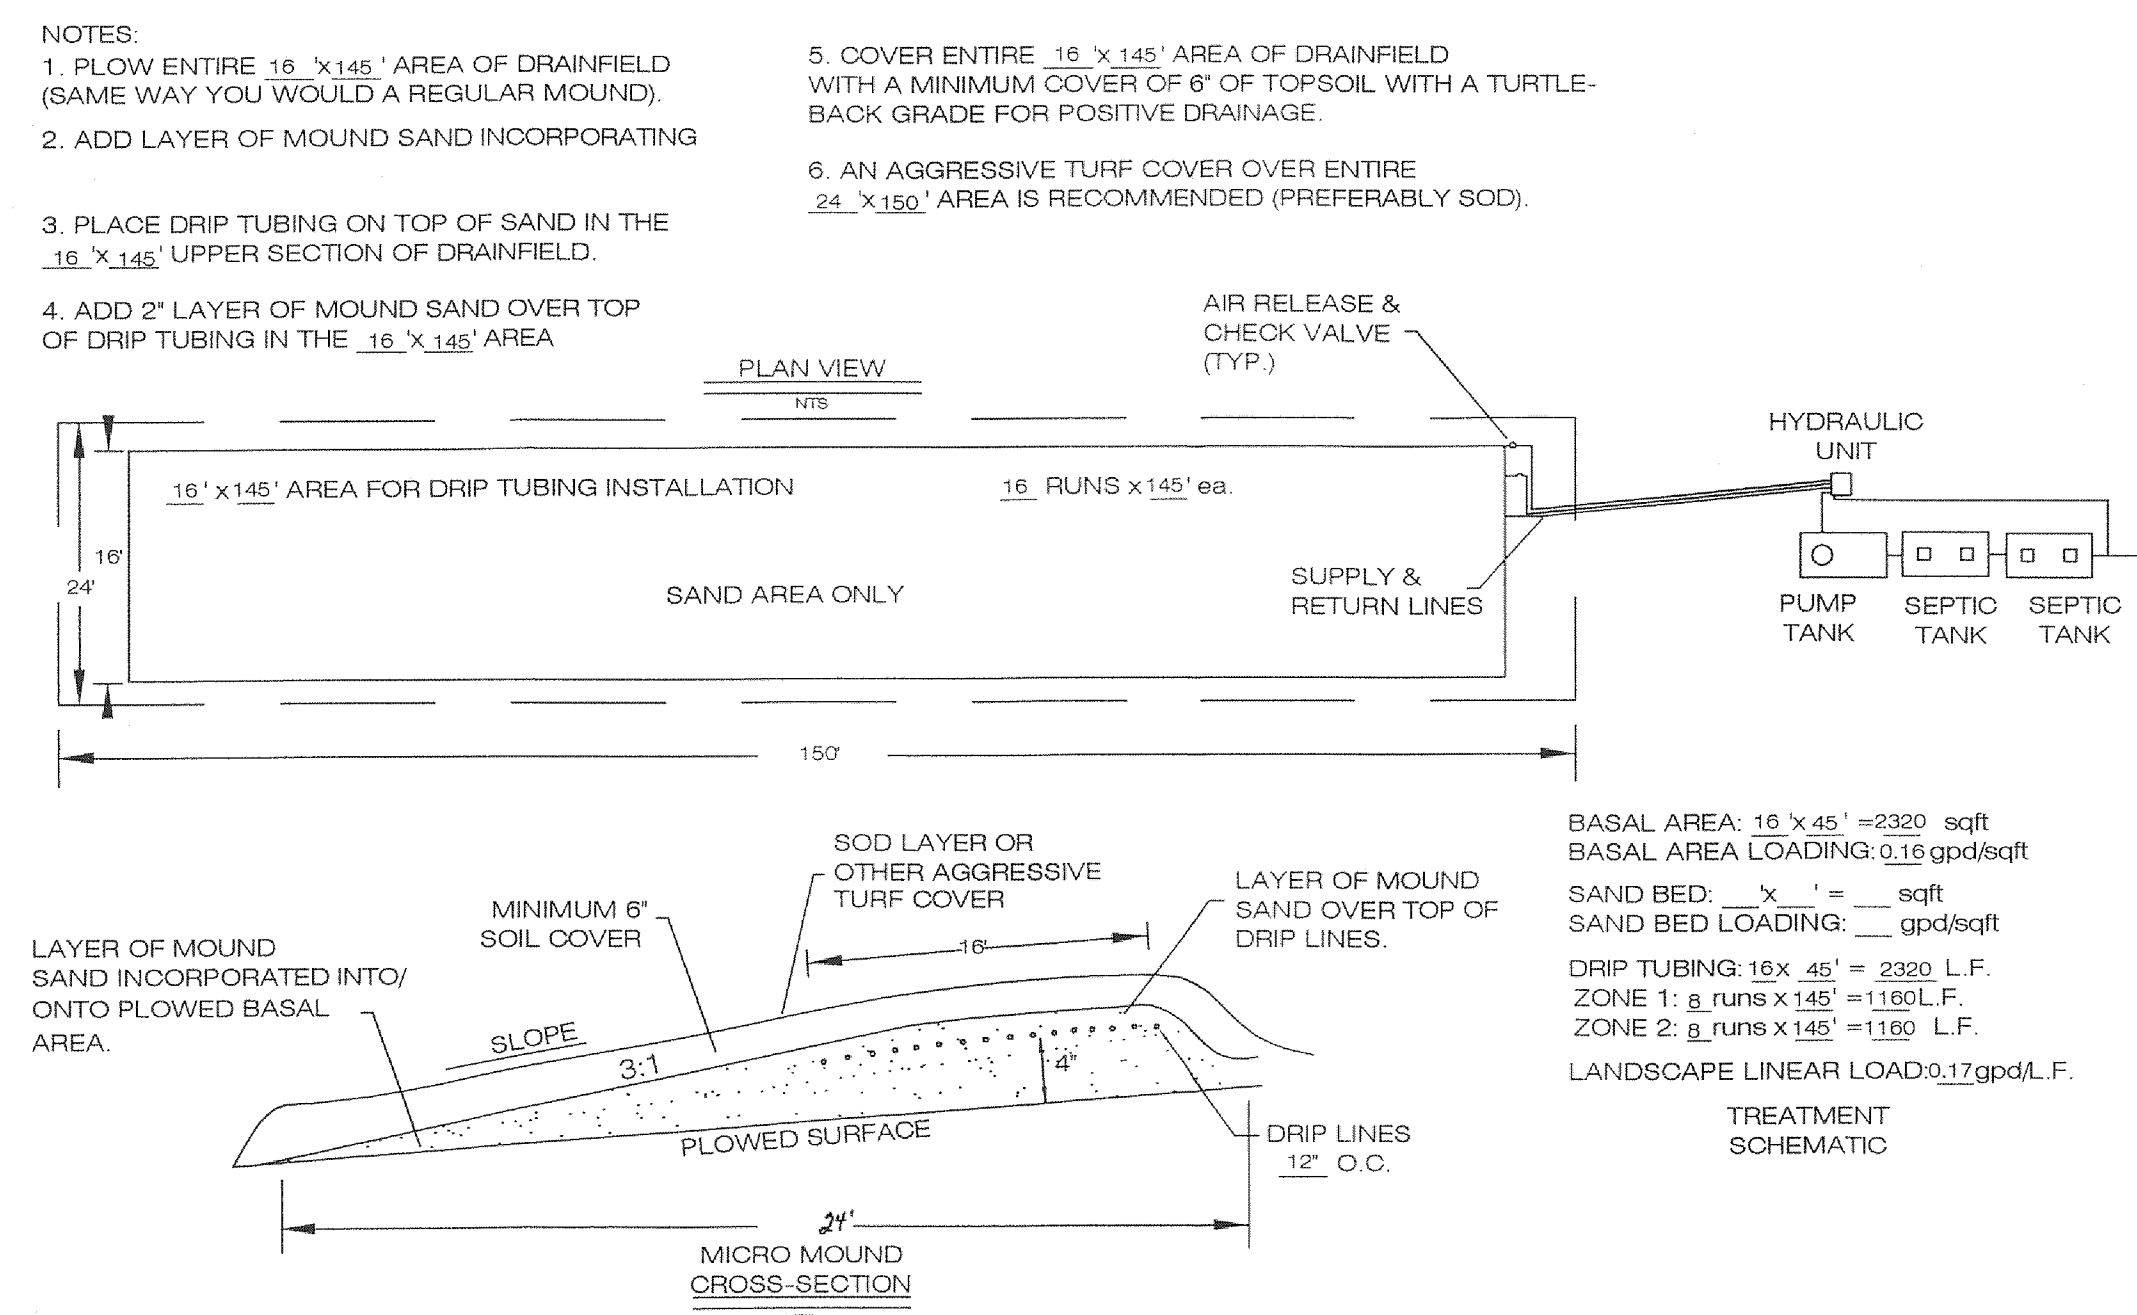 NOTES:
1. PLOW ENTIRE 16 'x 145 ' AREA OF DRAINFIELD
(SAME WAY YOU WOULD A REGULAR MOUND).
2. ADD LAYER OF MOUND SAND INCORPORATING
3. PLACE DRIP TUBING ON TOP OF SAND IN THE
16 'x 145' UPPER SECTION OF DRAINFIELD.
4. ADD 2" LAYER OF MOUND SAND OVER TOP
OF DRIP TUBING IN THE 16 'x 145' AREA
5. COVER ENTIRE 16 'x 145' AREA OF DRAINFIELD
WITH A MINIMUM COVER OF 6" OF TOPSOIL WITH A TURTLE-
BACK GRADE FOR POSITIVE DRAINAGE.
6. AN AGGRESSIVE TURF COVER OVER ENTIRE
24 'x 150 ' AREA IS RECOMMENDED (PREFERABLY SOD).
PLAN VIEW
NTS
AIR RELEASE &
CHECK VALVE
(TYP.)
HYDRAULIC
UNIT
16' x 145' AREA FOR DRIP TUBING INSTALLATION
16 RUNS x 145' ea.
16'
24'
SAND AREA ONLY
SUPPLY &
RETURN LINES
PUMP
TANK
SEPTIC
TANK
SEPTIC
TANK
150'
SOD LAYER OR
OTHER AGGRESSIVE
TURF COVER
MINIMUM 6"
SOIL COVER
LAYER OF MOUND
SAND OVER TOP OF
DRIP LINES.
LAYER OF MOUND
SAND INCORPORATED INTO/
ONTO PLOWED BASAL
AREA.
16'
SLOPE
3:1
4"
PLOWED SURFACE
DRIP LINES
12" O.C.
24'
MICRO MOUND
CROSS-SECTION
BASAL AREA: 16 'x 45 ' =2320 sqft
BASAL AREA LOADING: 0.16 gpd/sqft
SAND BED: ___'x___' = ___ sqft
SAND BED LOADING: ___ gpd/sqft
DRIP TUBING: 16x 45' = 2320 L.F.
ZONE 1: 8 runs x 145' =1160L.F.
ZONE 2: 8 runs x 145' =1160 L.F.
LANDSCAPE LINEAR LOAD:0.17gpd/L.F.
TREATMENT
SCHEMATIC